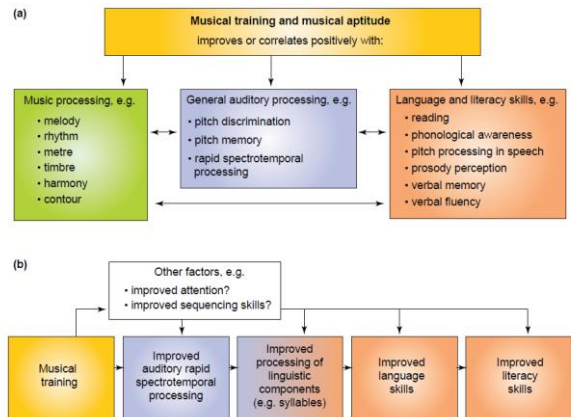 (a)
Musical training and musical aptitude
improves or correlates positively with:
Music processing, e.g.
• melody
• rhythm
• metre
• timbre
• harmony
• contour
General auditory processing, e.g.
• pitch discrimination
• pitch memory
• rapid spectrotemporal
processing
Language and literacy skills, e.g.
• reading
• phonological awareness
• pitch processing in speech
• prosody perception
• verbal memory
• verbal fluency
(b)
Other factors, e.g.
• improved attention?
• improved sequencing skills?
Musical
training
Improved
auditory rapid
spectrotemporal
processing
Improved
processing of
linguistic
components
(e.g. syllables)
Improved
language
skills
Improved
literacy
skills